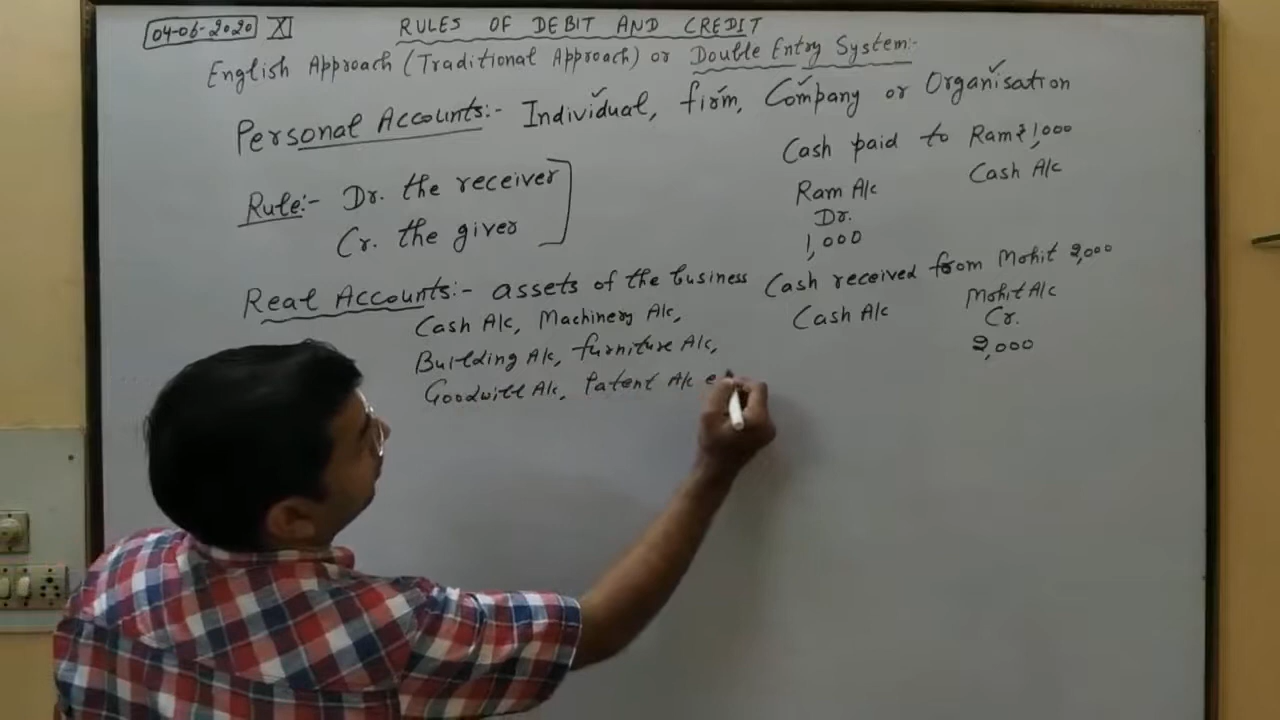 04-06-2020 XI RULES OF DEBIT AND CREDIT
English Approach (Traditional Approach) or Double Entry System:-
Personal Accounts:- Individual, firm, Company or Organisation
Cash paid to Ram ₹1,000
Rule:- Dr. the receiver
Cr. the giver
Ram A/c Cash A/c
Dr.
1,000
Real Accounts:- assets of the business
Cash A/c, Machinery A/c,
Building A/c, furniture A/c,
Goodwill A/c, Patent A/c e
Cash received from Mohit 2,000
Cash A/c Mohit A/c
Cr.
2,000